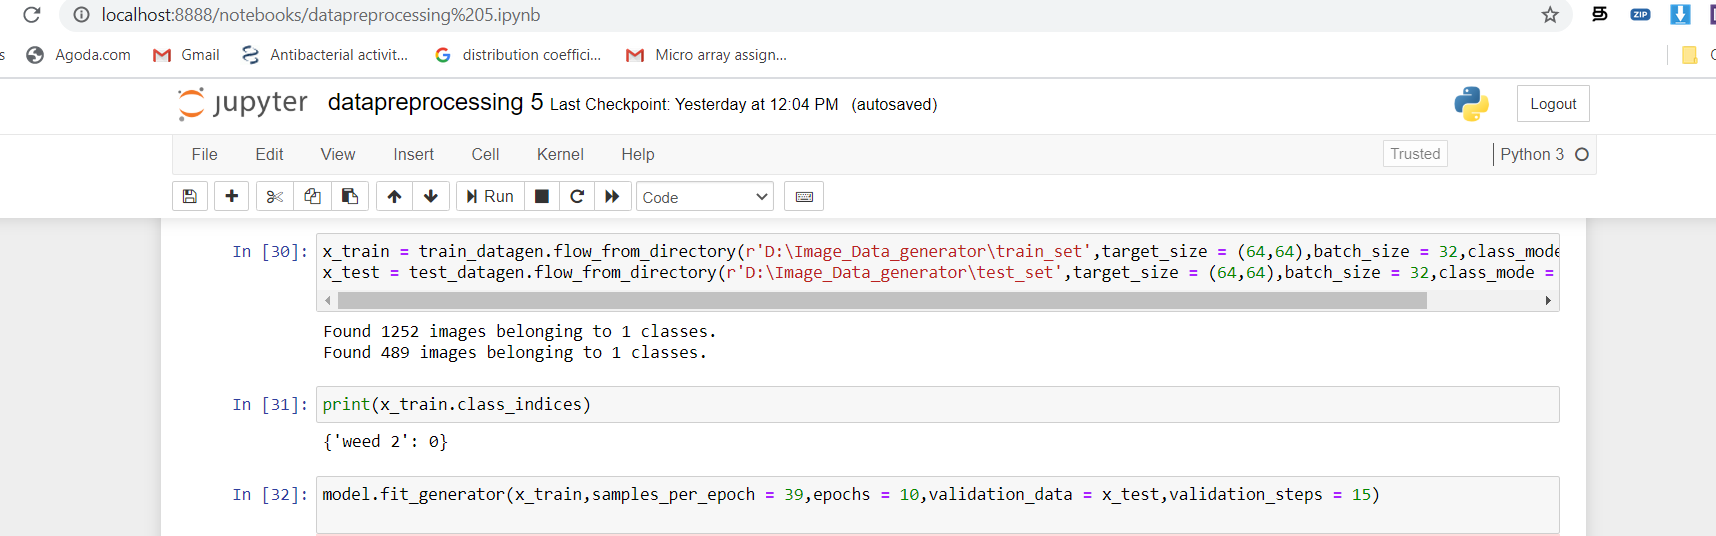 localhost:8888/notebooks/datapreprocessing%205.ipynb
ZIP
s Agoda.com Gmail Antibacterial activit... distribution coeffici... Micro array assign...
jupyter datapreprocessing 5 Last Checkpoint: Yesterday at 12:04 PM (autosaved) Logout
File Edit View Insert Cell Kernel Help Trusted Python 3
Run Code
In [30]: x_train = train_datagen.flow_from_directory(r'D:\Image_Data_generator\train_set',target_size = (64,64),batch_size = 32,class_mode
x_test = test_datagen.flow_from_directory(r'D:\Image_Data_generator\test_set',target_size = (64,64),batch_size = 32,class_mode =
Found 1252 images belonging to 1 classes.
Found 489 images belonging to 1 classes.
In [31]: print(x_train.class_indices)
{'weed 2': 0}
In [32]: model.fit_generator(x_train,samples_per_epoch = 39,epochs = 10,validation_data = x_test,validation_steps = 15)